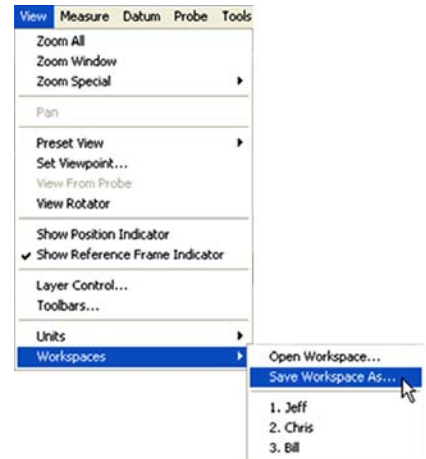 View Measure Datum Probe Tools
Zoom All
Zoom Window
Zoom Special
Pan
Preset View
Set Viewpoint...
View From Probe
View Rotator
Show Position Indicator
Show Reference Frame Indicator
Layer Control...
Toolbars...
Units
Workspaces
Open Workspace...
Save Workspace As...
1. Jeff
2. Chris
3. Bill